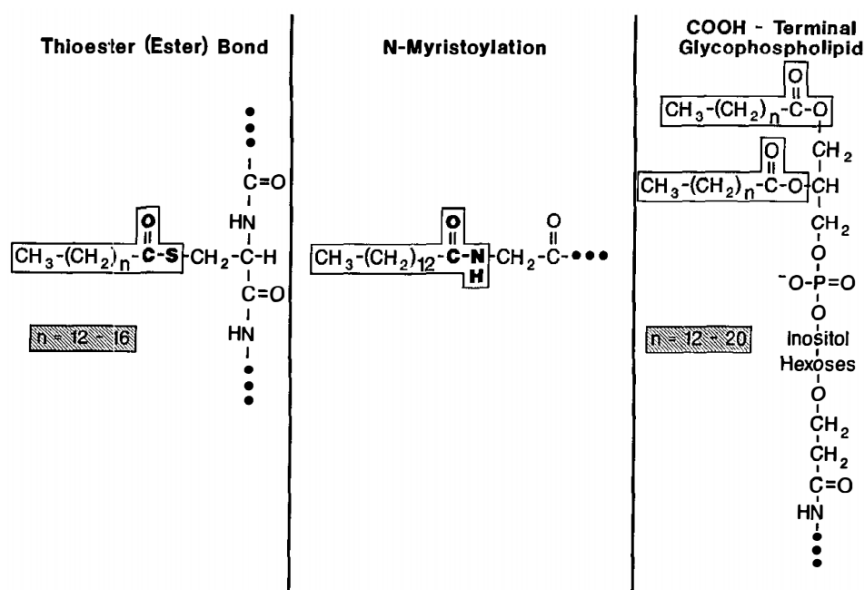 Thioester (Ester) Bond
N-Myristoylation
COOH - Terminal
Glycophospholipid
C=O
HN
O
CH₃-(CH₂)n-C-S-CH₂-C-H
C=O
HN
n = 12 - 16
O
O
CH₃-(CH₂)₁₂-C-N-CH₂-C-
H
O
CH₃-(CH₂)n-C-O
CH₂
O
CH₃-(CH₂)n-C-O-CH
CH₂
O
⁻O-P=O
O
n = 12 - 20
Inositol
Hexoses
O
CH₂
CH₂
C=O
HN